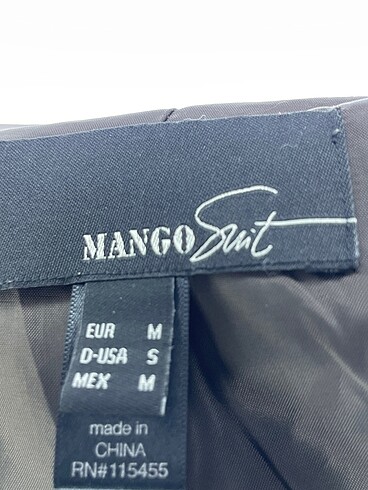 MANGO Suit
EUR M
D-USA S
MEX M
made in
CHINA
RN#115455